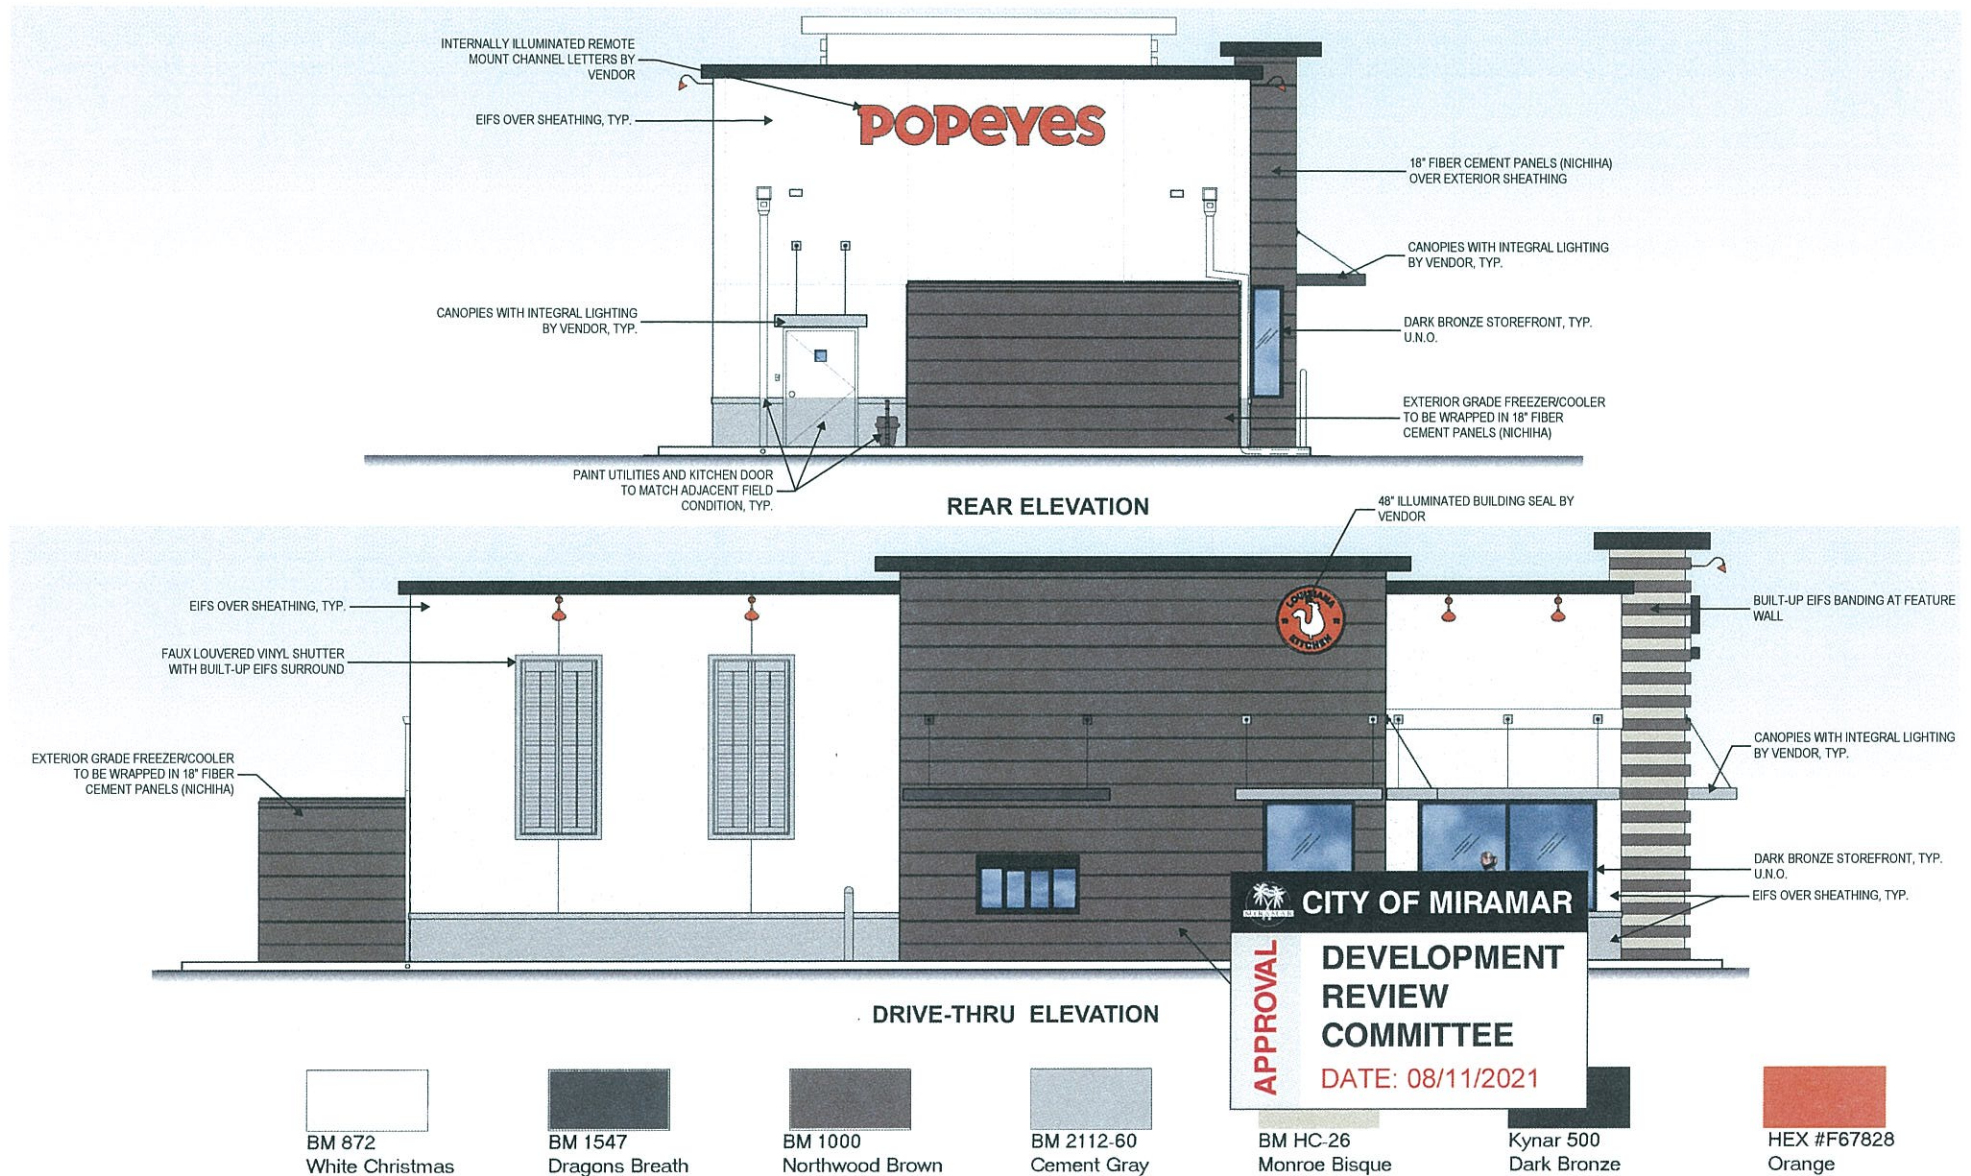 INTERNALLY ILLUMINATED REMOTE
MOUNT CHANNEL LETTERS BY
VENDOR
POPEYES
EIFS OVER SHEATHING, TYP.
18" FIBER CEMENT PANELS (NICHIHA)
OVER EXTERIOR SHEATHING
CANOPIES WITH INTEGRAL LIGHTING
BY VENDOR, TYP.
CANOPIES WITH INTEGRAL LIGHTING
BY VENDOR, TYP.
DARK BRONZE STOREFRONT, TYP.
U.N.O.
EXTERIOR GRADE FREEZER/COOLER
TO BE WRAPPED IN 18" FIBER
CEMENT PANELS (NICHIHA)
PAINT UTILITIES AND KITCHEN DOOR
TO MATCH ADJACENT FIELD
CONDITION, TYP.
REAR ELEVATION
48" ILLUMINATED BUILDING SEAL BY
VENDOR
EIFS OVER SHEATHING, TYP.
LOUISIANA
KITCHEN
BUILT-UP EIFS BANDING AT FEATURE
WALL
FAUX LOUVERED VINYL SHUTTER
WITH BUILT-UP EIFS SURROUND
EXTERIOR GRADE FREEZER/COOLER
TO BE WRAPPED IN 18" FIBER
CEMENT PANELS (NICHIHA)
CANOPIES WITH INTEGRAL LIGHTING
BY VENDOR, TYP.
DARK BRONZE STOREFRONT, TYP.
U.N.O.
EIFS OVER SHEATHING, TYP.
MIRAMAR
CITY OF MIRAMAR
APPROVAL
DEVELOPMENT
REVIEW
COMMITTEE
DATE: 08/11/2021
DRIVE-THRU ELEVATION
BM 872
White Christmas
BM 1547
Dragons Breath
BM 1000
Northwood Brown
BM 2112-60
Cement Gray
BM HC-26
Monroe Bisque
Kynar 500
Dark Bronze
HEX #F67828
Orange